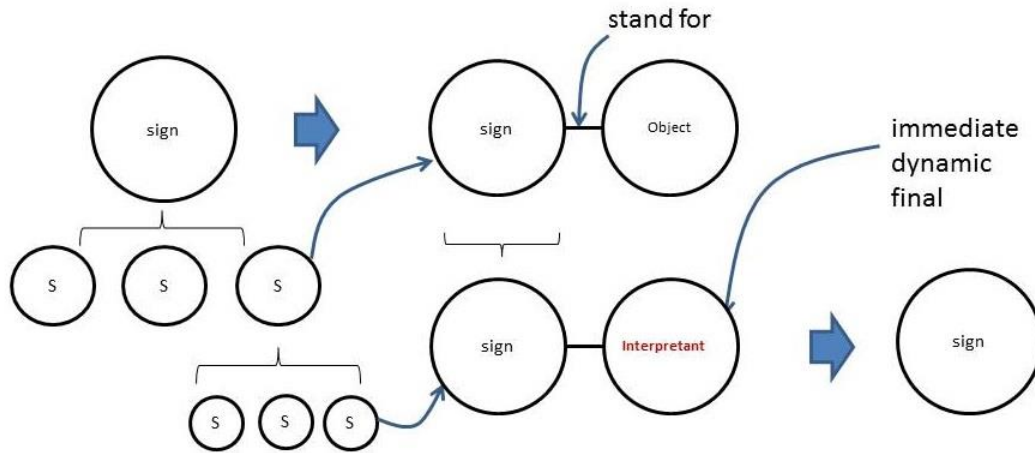 stand for
sign
sign
Object
immediate
dynamic
final
S
S
S
sign
Interpretant
sign
S
S
S